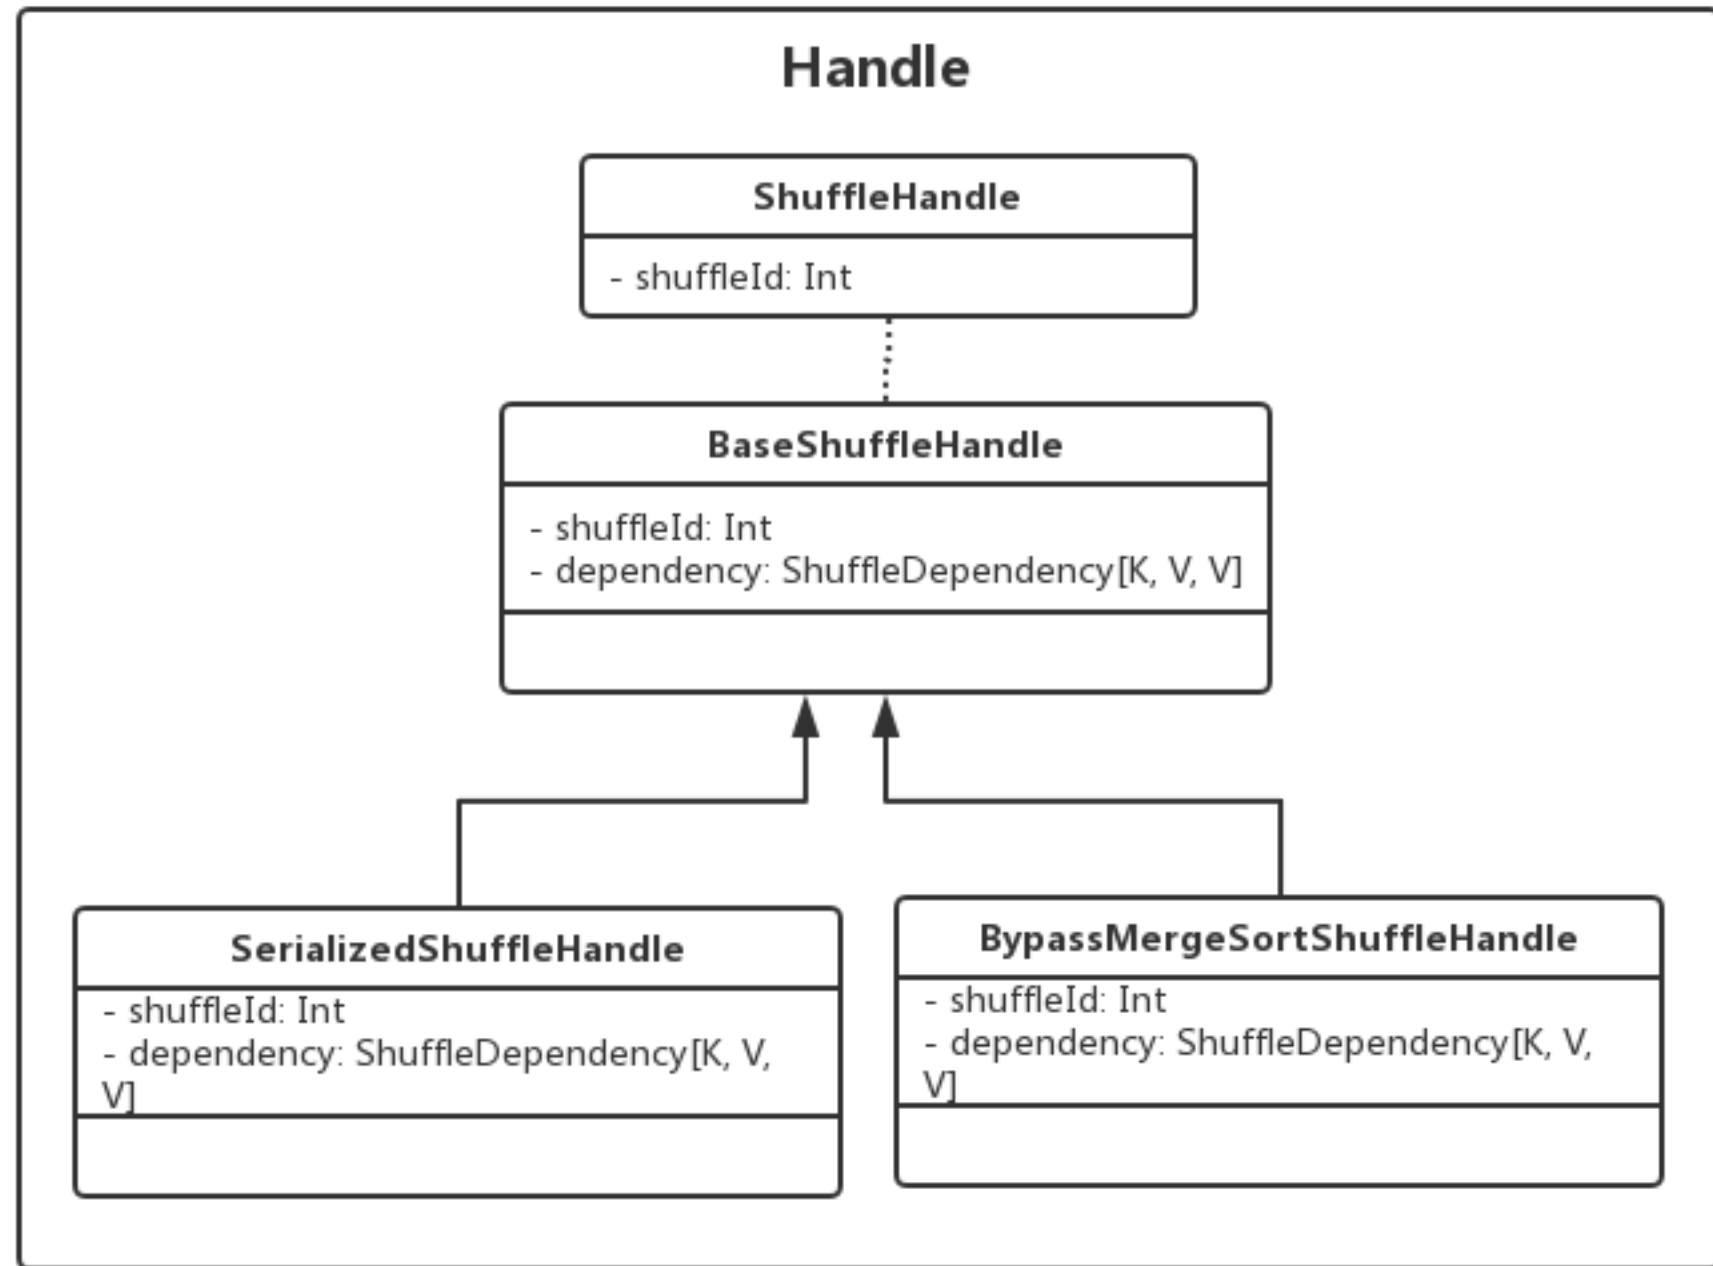 Handle
ShuffleHandle
- shuffleId: Int
BaseShuffleHandle
- shuffleId: Int
- dependency: ShuffleDependency[K, V, V]
SerializedShuffleHandle
- shuffleId: Int
- dependency: ShuffleDependency[K, V,
V]
BypassMergeSortShuffleHandle
- shuffleId: Int
- dependency: ShuffleDependency[K, V,
V]